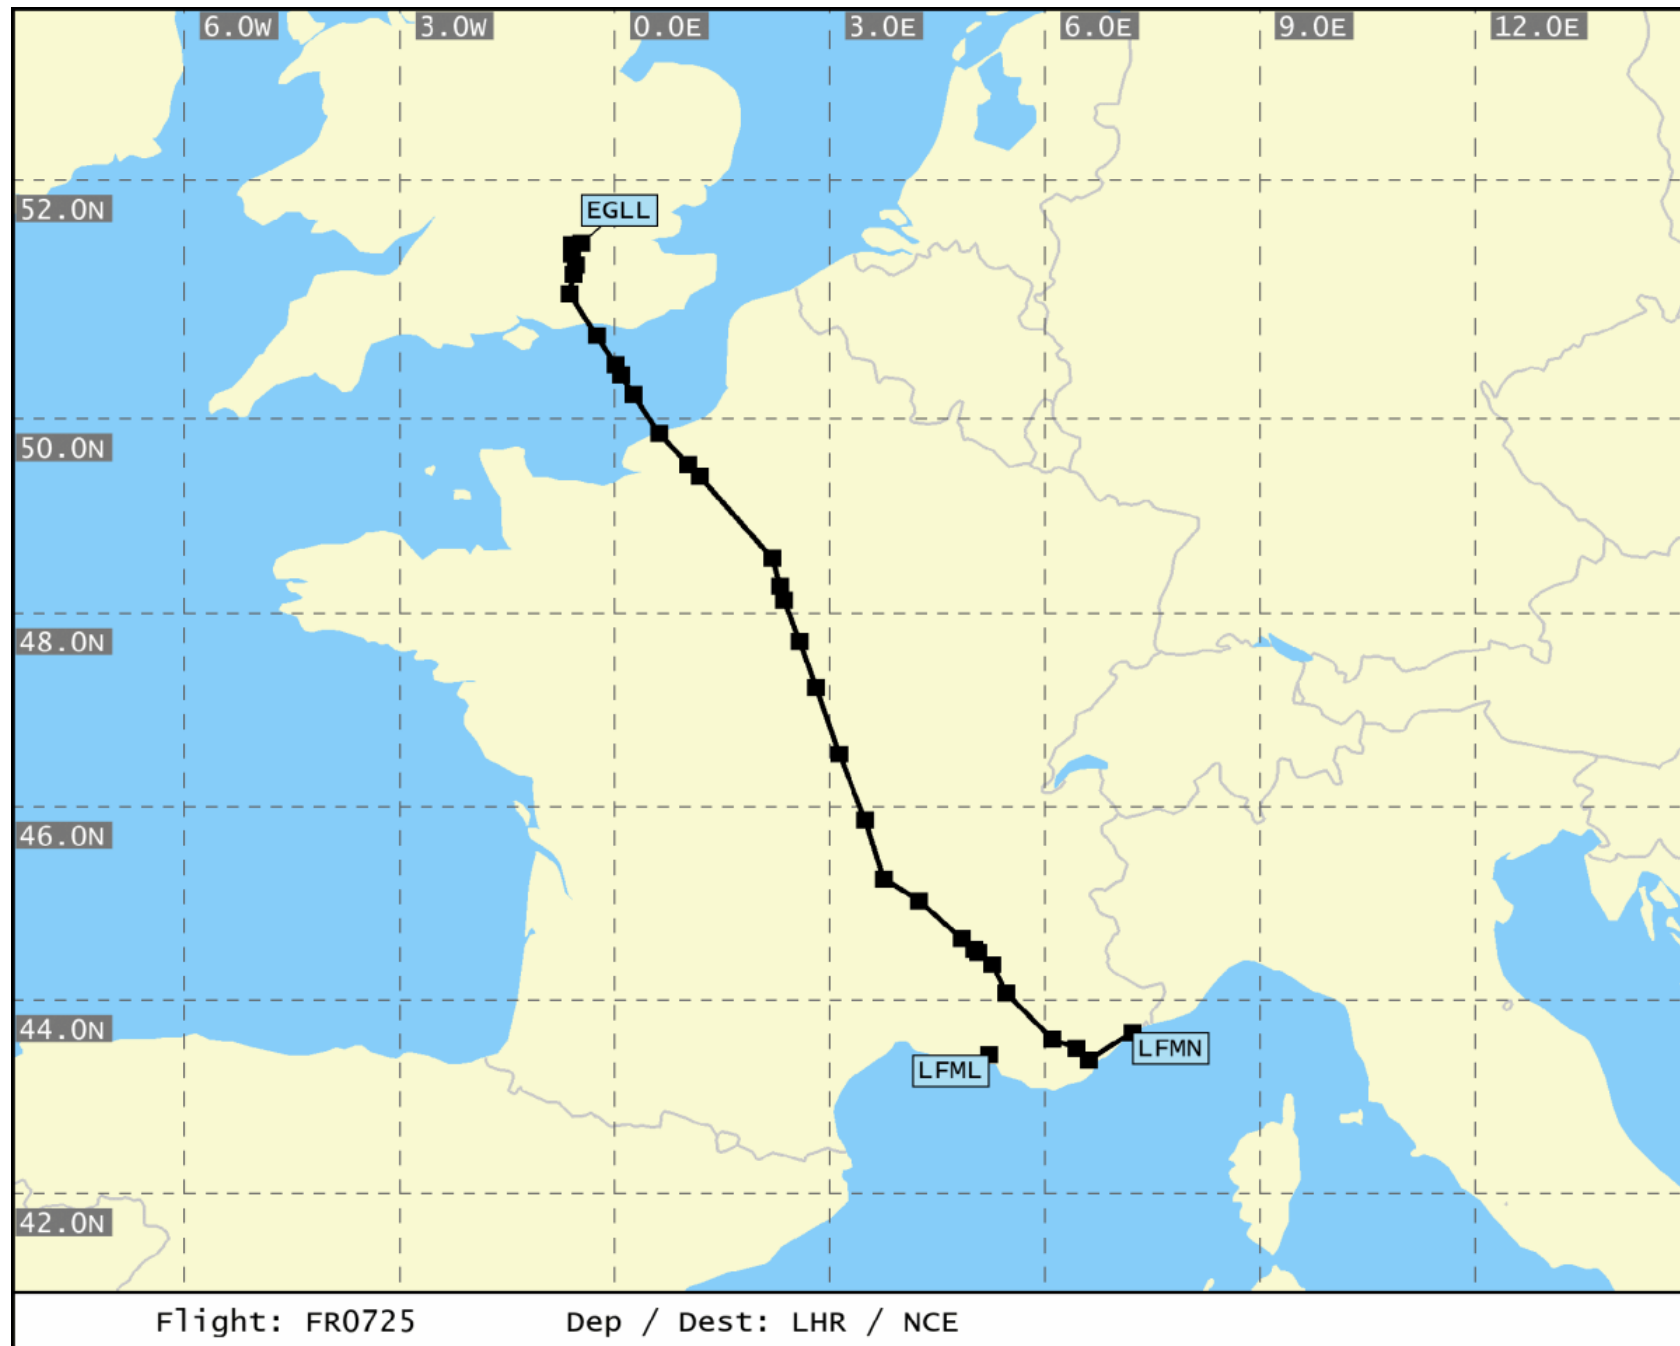 6.0W 3.0W 0.0E 3.0E 6.0E 9.0E 12.0E
52.0N
EGLL
50.0N
48.0N
46.0N
44.0N
LFMN
LFML
42.0N
Flight: FR0725 Dep / Dest: LHR / NCE